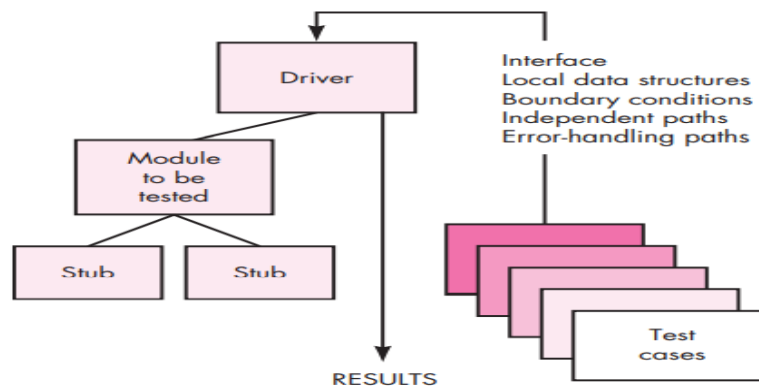 Driver
Interface
Local data structures
Boundary conditions
Independent paths
Error-handling paths
Module
to be
tested
Stub
Stub
Test
cases
RESULTS